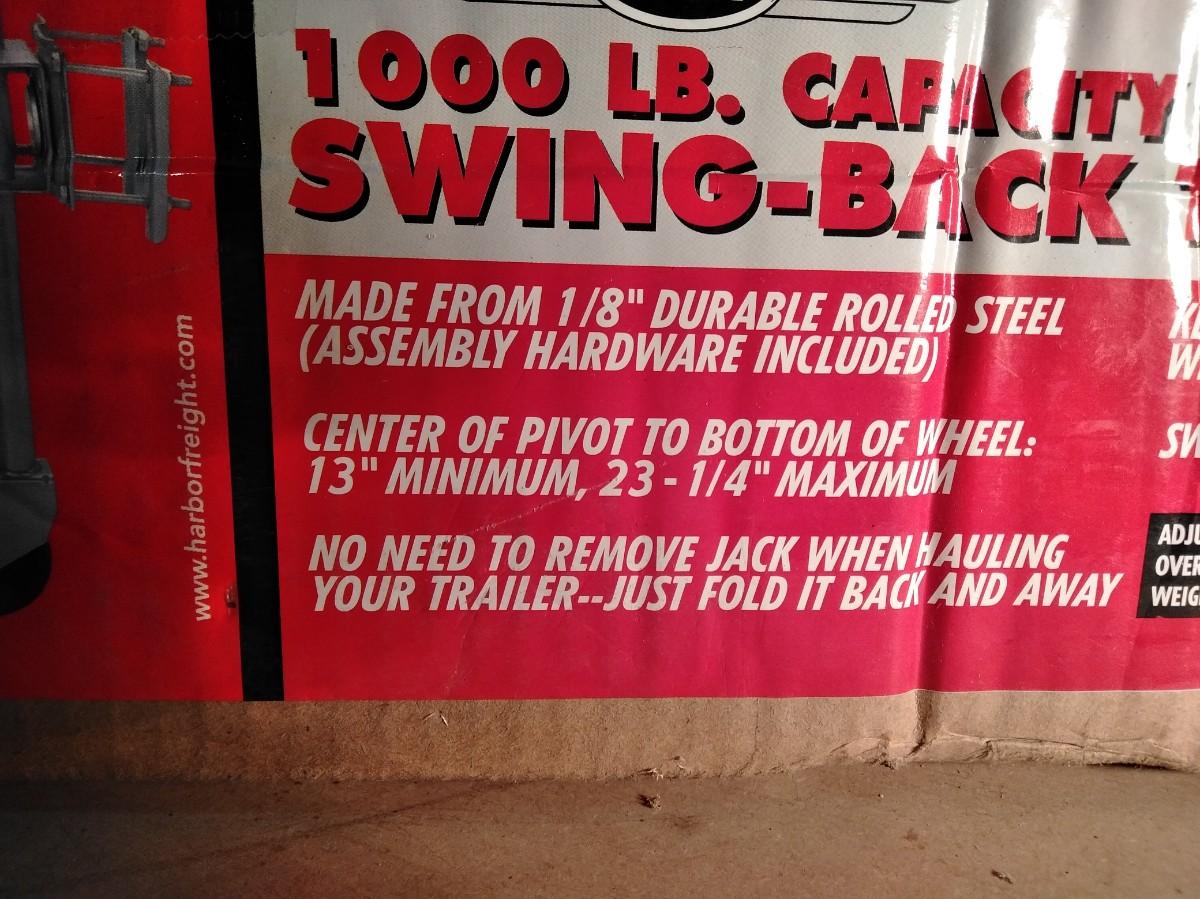 1000 LB. CAPACITY
SWING-BACK
MADE FROM 1/8" DURABLE ROLLED STEEL
(ASSEMBLY HARDWARE INCLUDED)
CENTER OF PIVOT TO BOTTOM OF WHEEL:
13" MINIMUM, 23 - 1/4" MAXIMUM
NO NEED TO REMOVE JACK WHEN HAULING
YOUR TRAILER--JUST FOLD IT BACK AND AWAY
www.harborfreight.com
OVER